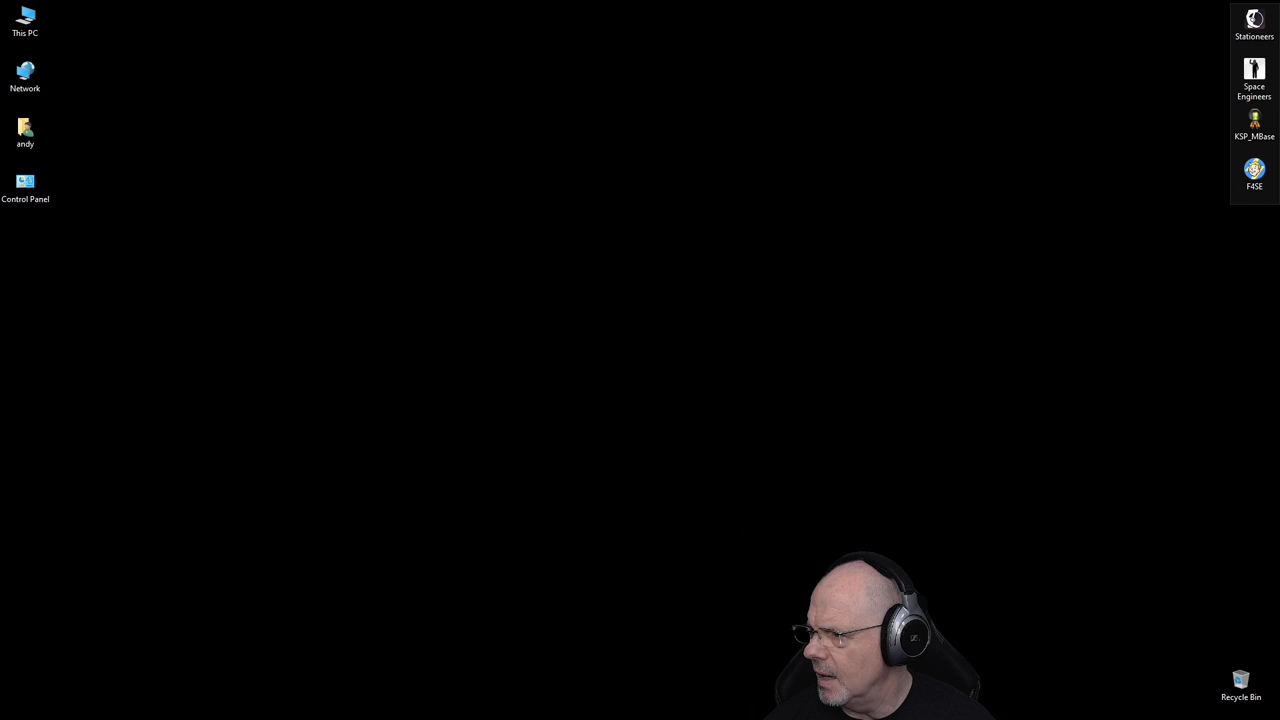 This PC
Network
andy
Control Panel
Stationeers
Space
Engineers
KSP_MBase
F4SE
Recycle Bin